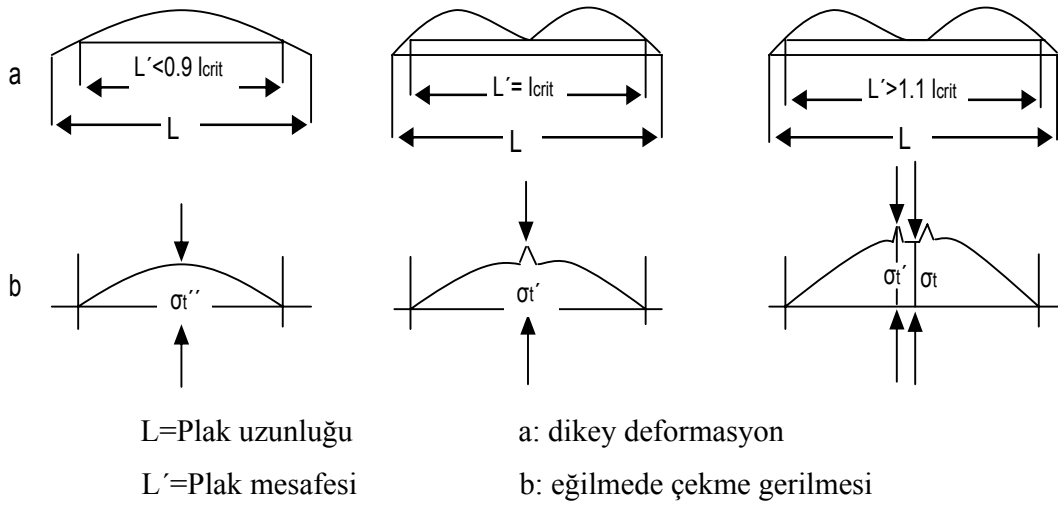 a
L´<0.9 lcrit
L´= lcrit
L´>1.1 lcrit
L
L
L
b
σt´´
σt´
σt´
σt
L=Plak uzunluğu
a: dikey deformasyon
L´=Plak mesafesi
b: eğilmede çekme gerilmesi